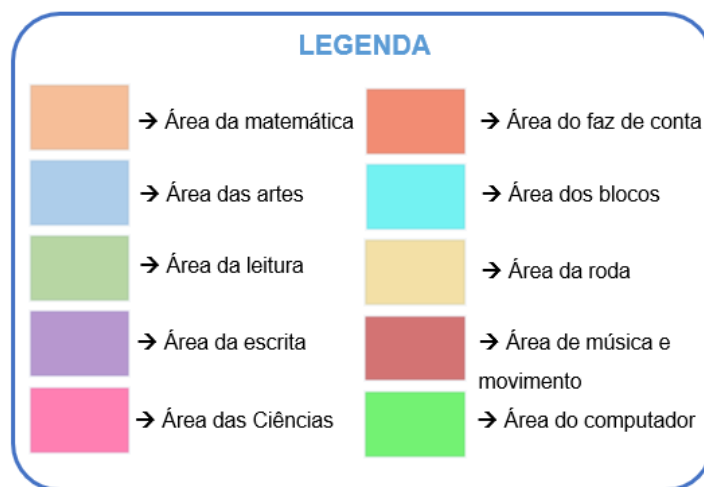 LEGENDA
→ Área da matemática
→ Área das artes
→ Área da leitura
→ Área da escrita
→ Área das Ciências
→ Área do faz de conta
→ Área dos blocos
→ Área da roda
→ Área de música e
movimento
→ Área do computador